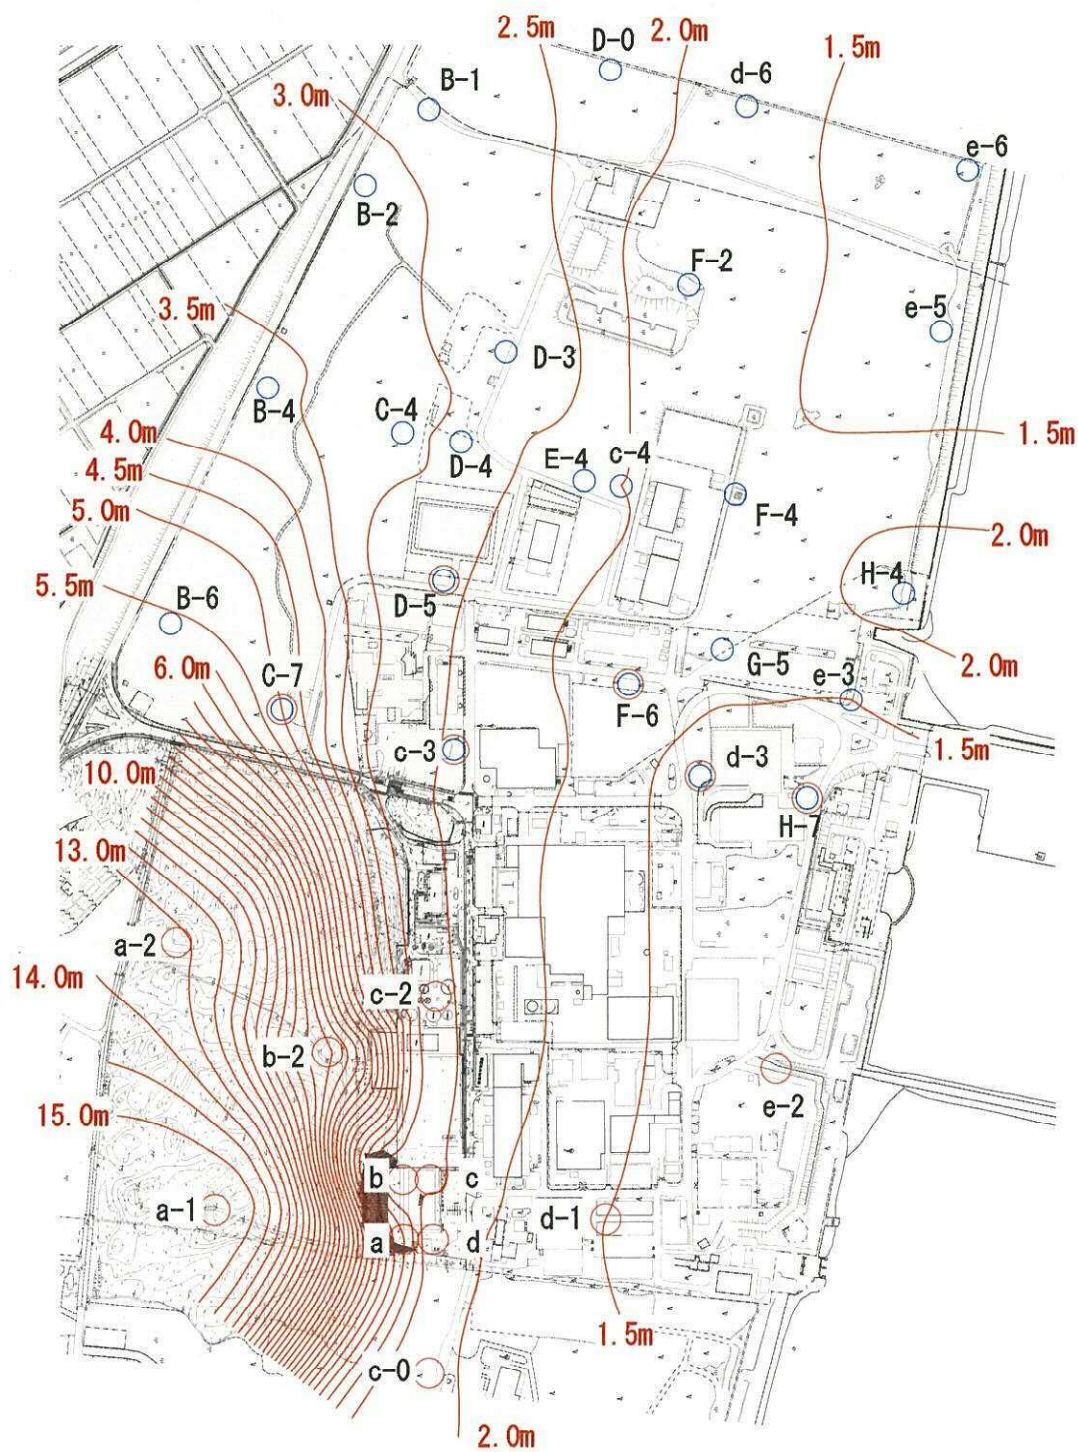 2.5m
D-0
2.0m
1.5m
B-1
3.0m
d-6
e-6
B-2
F-2
3.5m
e-5
D-3
B-4
C-4
4.0m
D-4
E-4
c-4
1.5m
4.5m
5.0m
F-4
2.0m
5.5m
B-6
D-5
H-4
6.0m
C-7
G-5
2.0m
e-3
F-6
c-3
d-3
1.5m
10.0m
H-7
13.0m
a-2
14.0m
c-2
b-2
e-2
15.0m
b
c
a-1
d-1
a
d
1.5m
c-0
2.0m